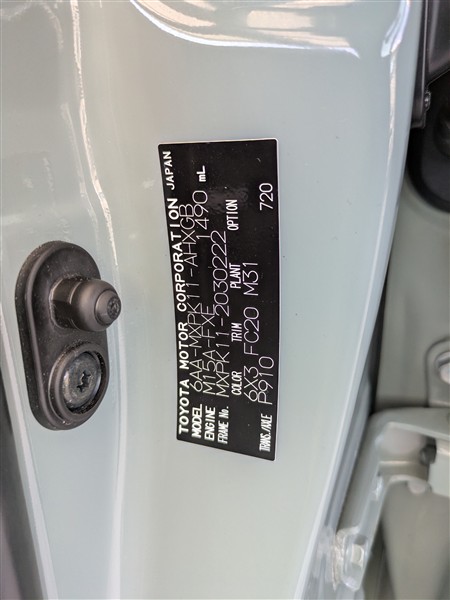 TOYOTA MOTOR CORPORATION JAPAN
MODEL 6AA-MXPK11-AHXGB
ENGINE M15A-FXE 1490 mL
FRAME No. MXPK11-2030222
COLOR TRIM PLANT OPTION
6X3 FC20 M31
TRANS./AXLE P910 720